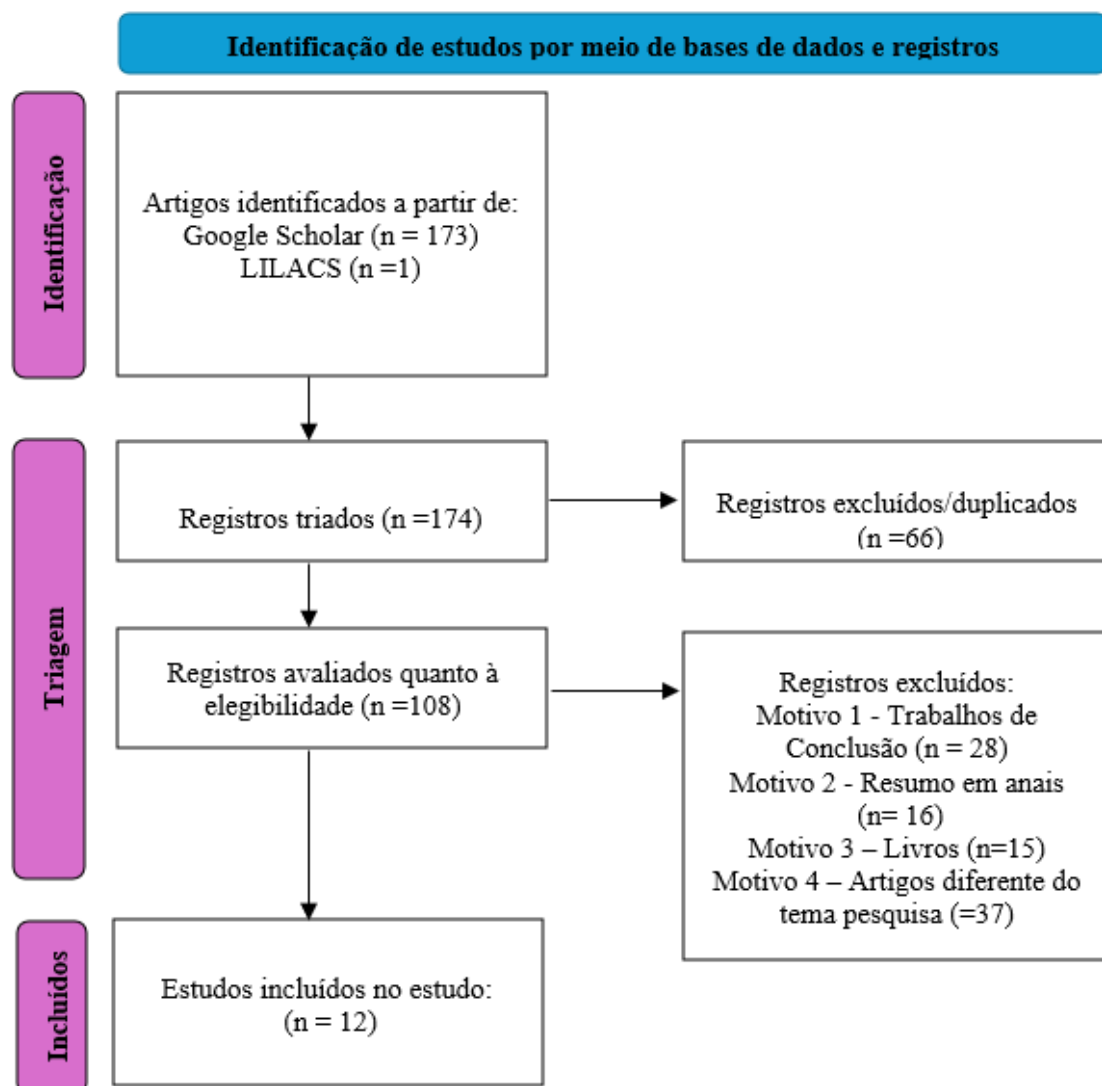 Identificação de estudos por meio de bases de dados e registros
Identificação
Artigos identificados a partir de:
Google Scholar (n = 173)
LILACS (n =1)
Triagem
Registros triados (n =174)
Registros excluídos/duplicados
(n =66)
Registros avaliados quanto à
elegibilidade (n =108)
Registros excluídos:
Motivo 1 - Trabalhos de
Conclusão (n = 28)
Motivo 2 - Resumo em anais
(n= 16)
Motivo 3 – Livros (n=15)
Motivo 4 – Artigos diferente do
tema pesquisa (=37)
Incluídos
Estudos incluídos no estudo:
(n = 12)